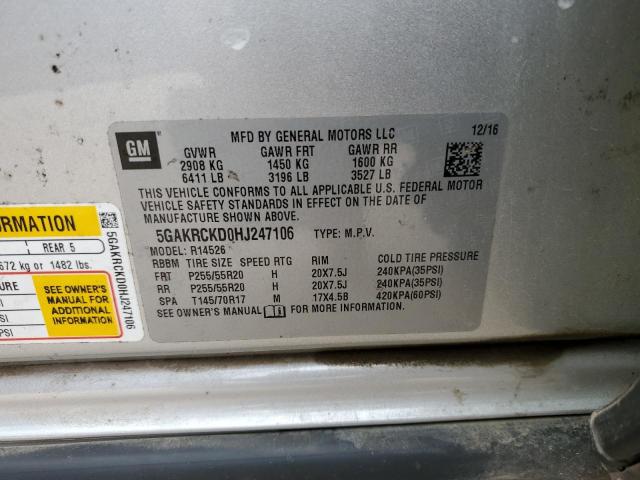 GM
MFD BY GENERAL MOTORS LLC
12/16
GVWR GAWR FRT GAWR RR
2908 KG 1450 KG 1600 KG
6411 LB 3196 LB 3527 LB
THIS VEHICLE CONFORMS TO ALL APPLICABLE U.S. FEDERAL MOTOR
VEHICLE SAFETY STANDARDS IN EFFECT ON THE DATE OF
MANUFACTURE SHOWN ABOVE.
5GAKRCKD0HJ247106 TYPE: M.P.V.
MODEL: R14526
RBBM TIRE SIZE SPEED RTG RIM COLD TIRE PRESSURE
FRT P255/55R20 H 20X7.5J 240KPA(35PSI)
RR P255/55R20 H 20X7.5J 240KPA(35PSI)
SPA T145/70R17 M 17X4.5B 420KPA(60PSI)
SEE OWNER'S MANUAL FOR MORE INFORMATION.
REAR 5
672 kg or 1482 lbs.
SEE OWNER'S
MANUAL FOR
ADDITIONAL
INFORMATION
5GAKRCKD0HJ247106